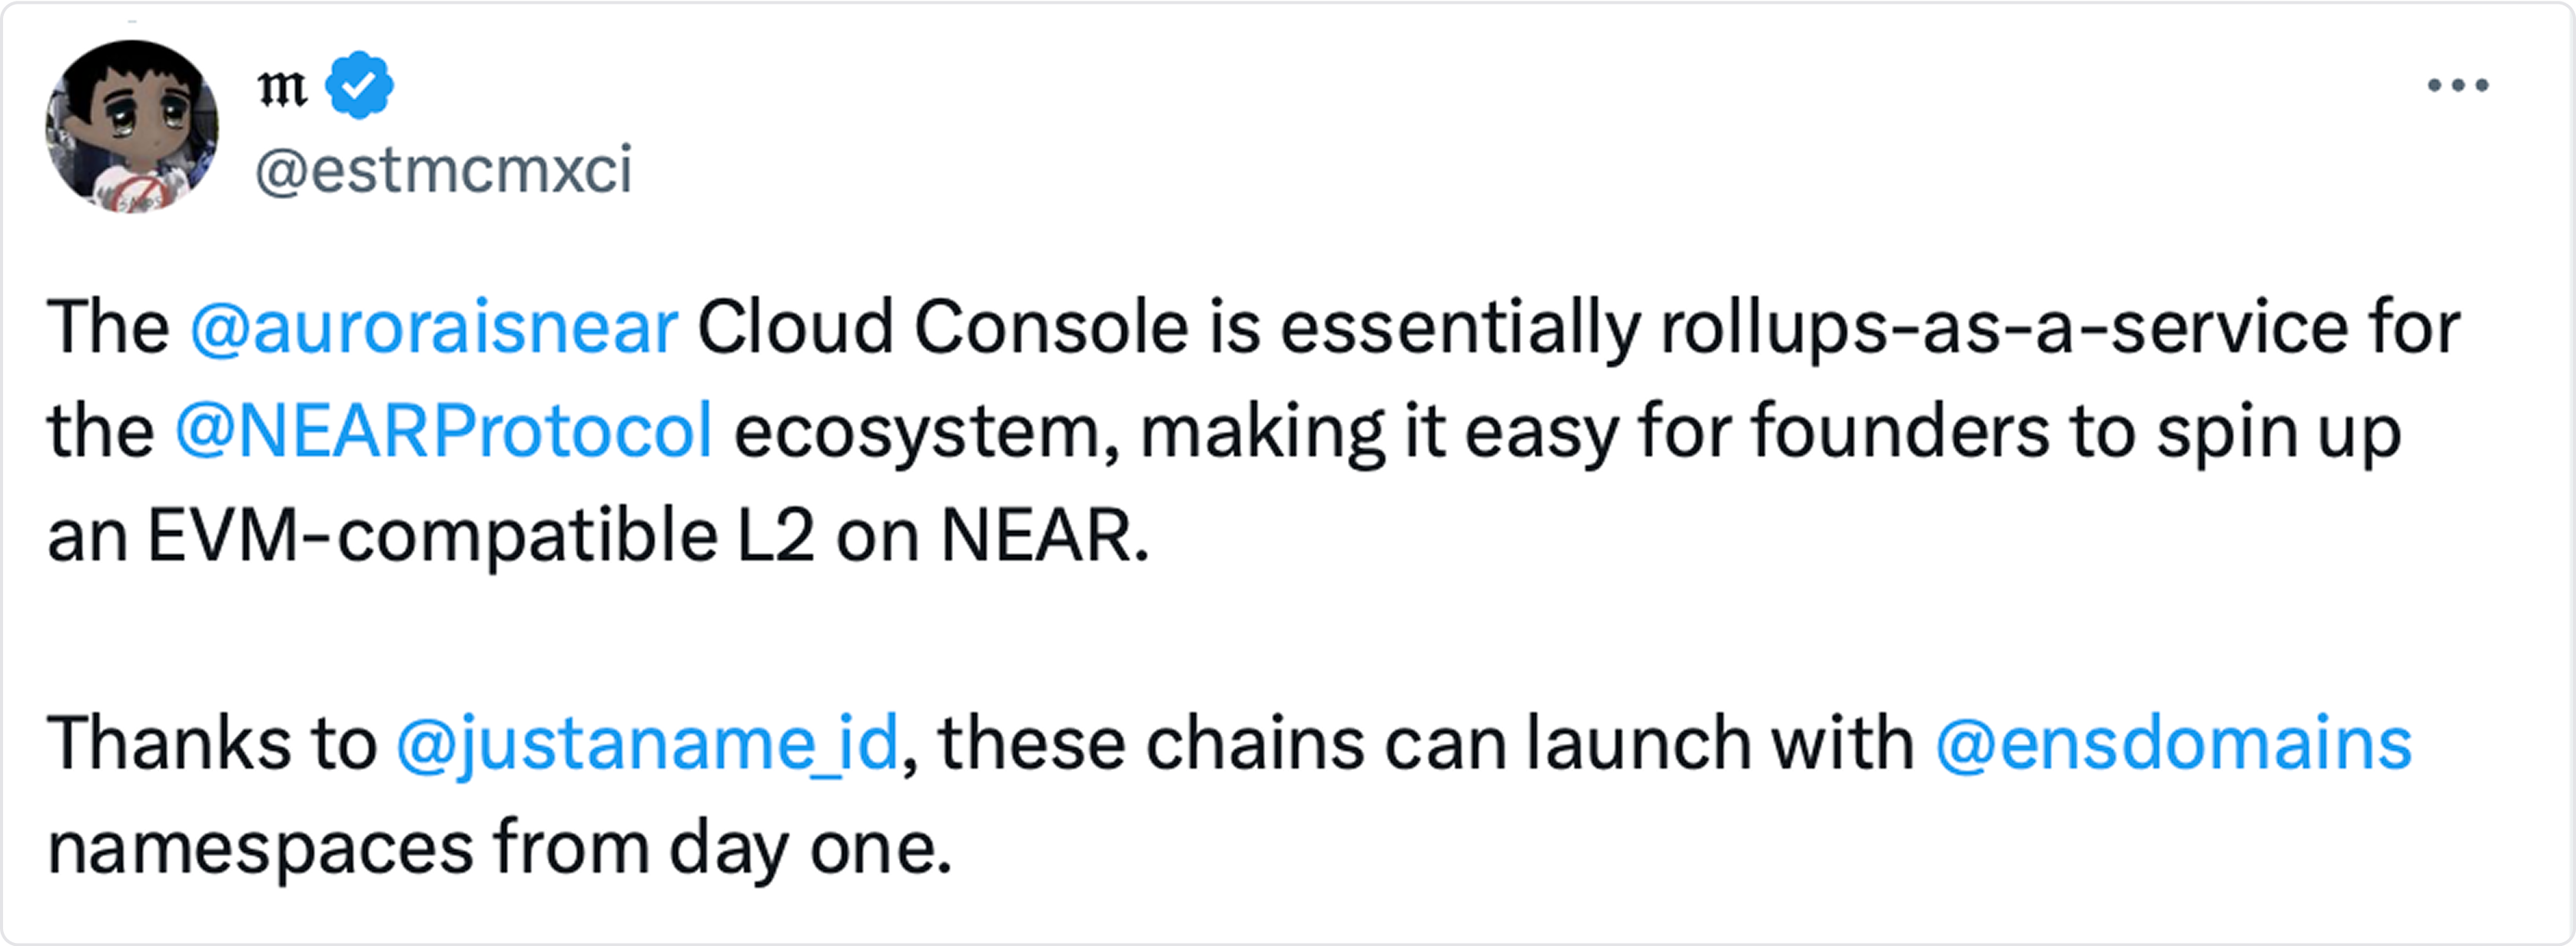 𝔪
@estmcmxci
The @auroraisnear Cloud Console is essentially rollups-as-a-service for
the @NEARProtocol ecosystem, making it easy for founders to spin up
an EVM-compatible L2 on NEAR.
Thanks to @justaname_id, these chains can launch with @ensdomains
namespaces from day one.